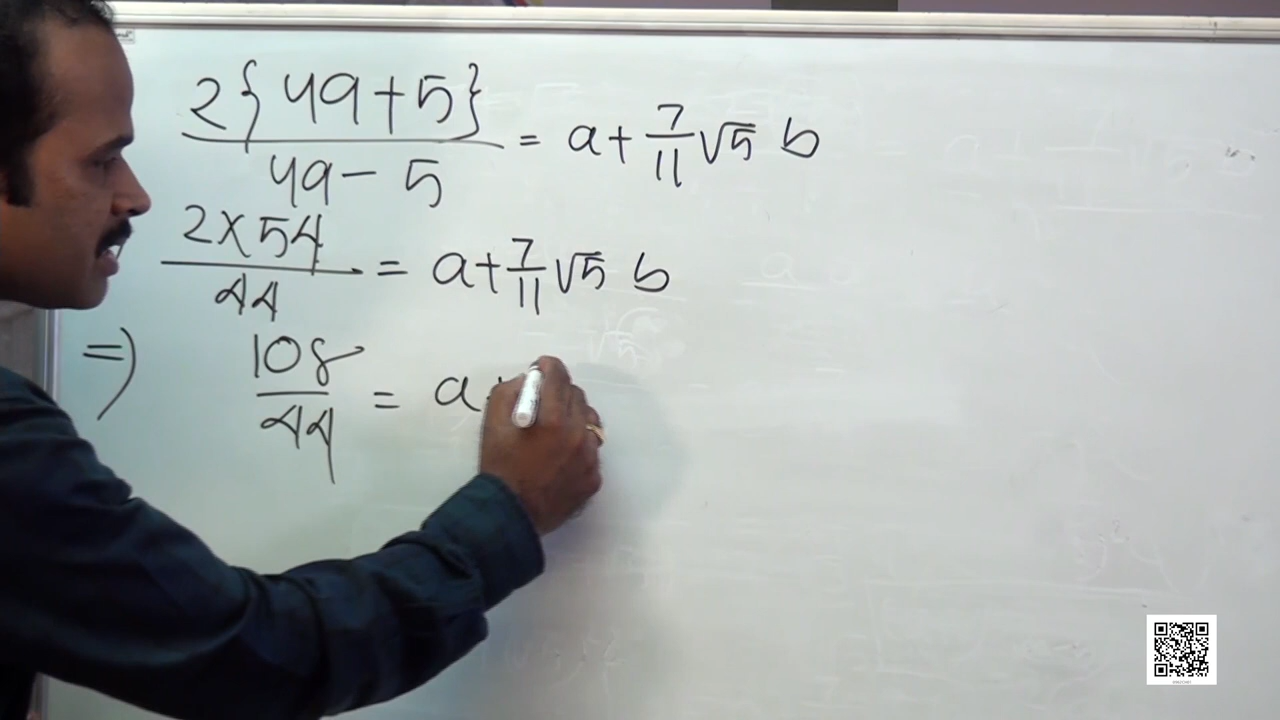 2{49+5}/49-5 = a+7/11√5 b
2×54/44 = a+7/11√5 b
⇒ 108/44 = a